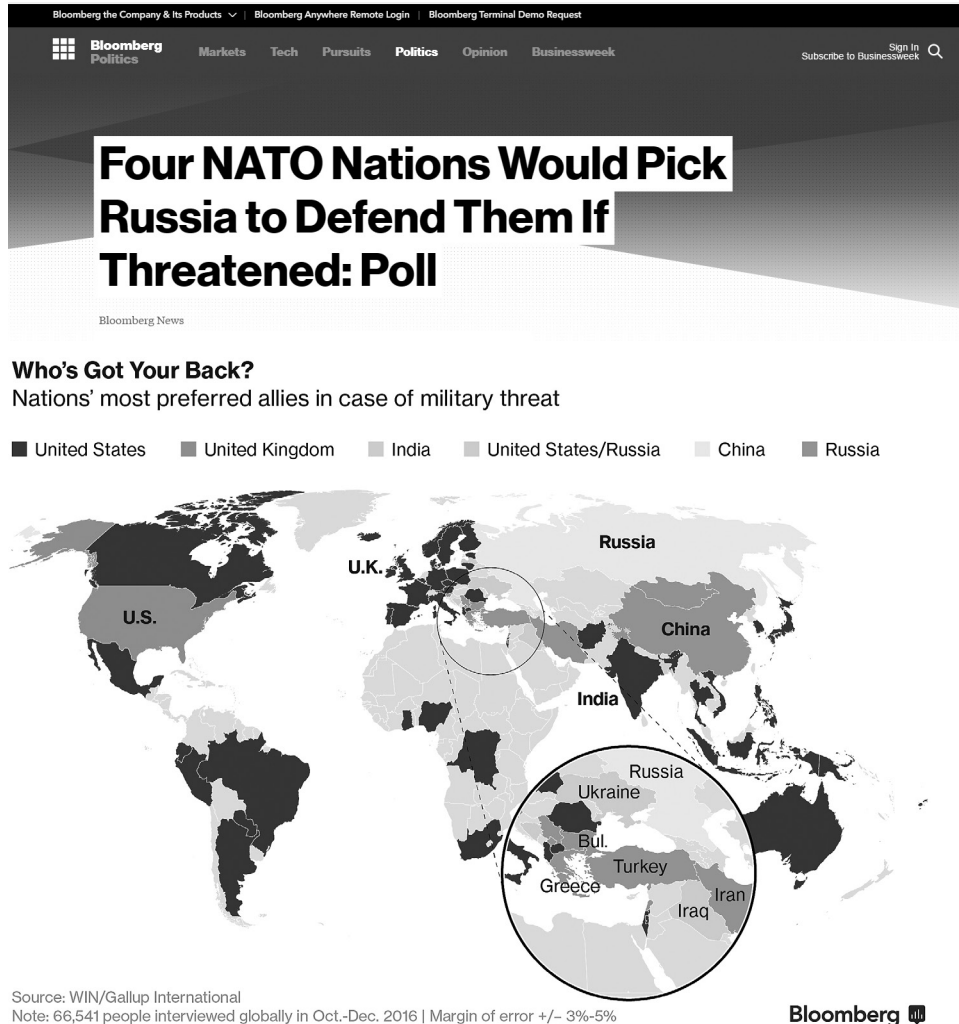 Bloomberg the Company & Its Products
Bloomberg Anywhere Remote Login
Bloomberg Terminal Demo Request
Bloomberg
Politics
Markets
Tech
Pursuits
Politics
Opinion
Businessweek
Sign In
Subscribe to Businessweek
Four NATO Nations Would Pick
Russia to Defend Them If
Threatened: Poll
Bloomberg News
Who's Got Your Back?
Nations' most preferred allies in case of military threat
United States
United Kingdom
India
United States/Russia
China
Russia
Russia
U.K.
U.S.
China
India
Russia
Ukraine
Bul.
Turkey
Greece
Iran
Iraq
Source: WIN/Gallup International
Note: 66,541 people interviewed globally in Oct.-Dec. 2016 | Margin of error +/– 3%-5%
Bloomberg